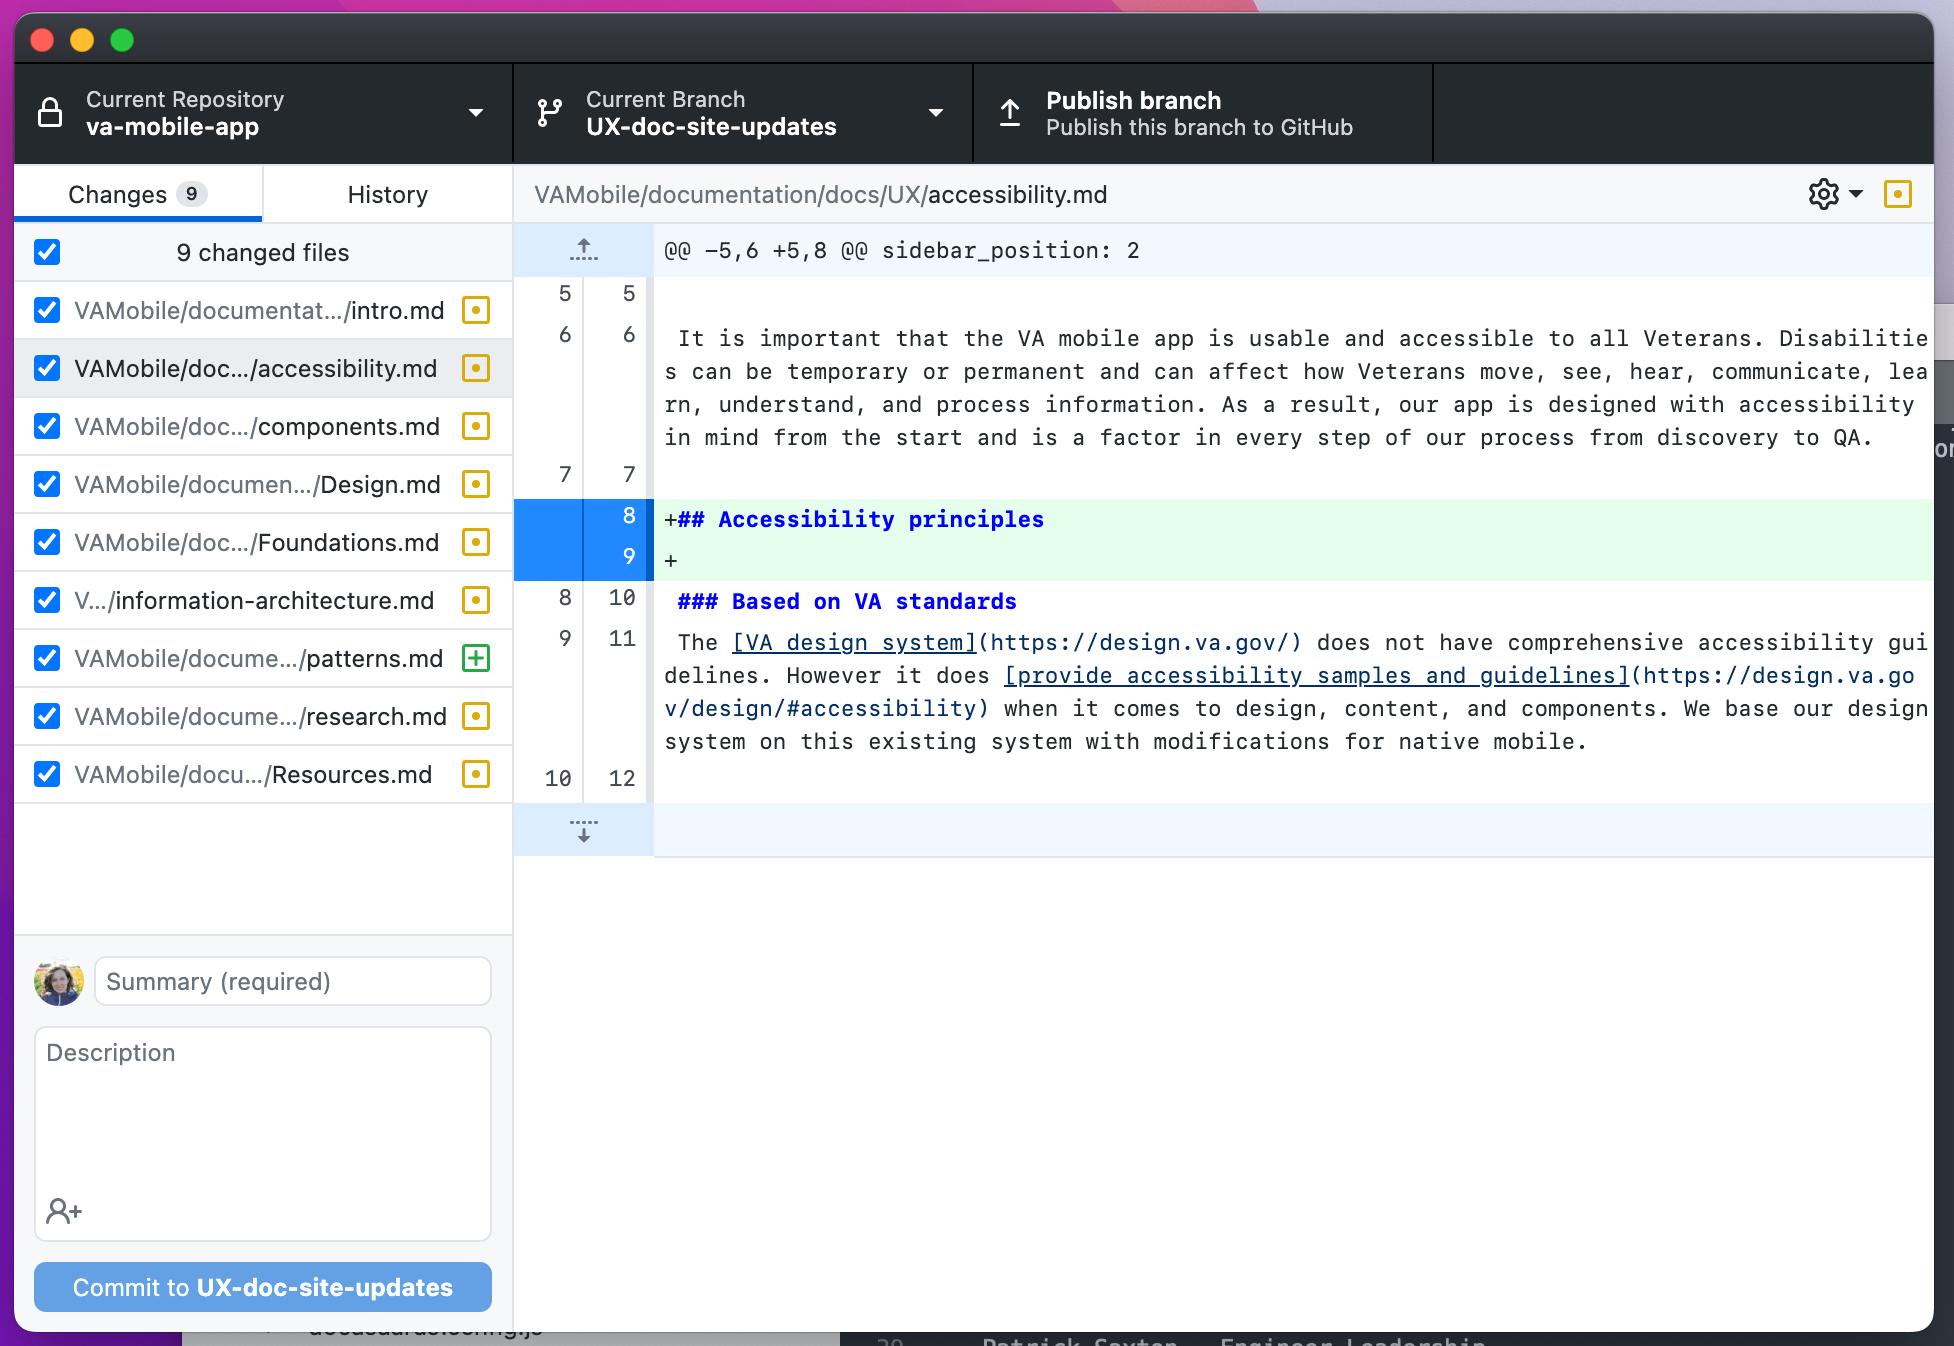 Current Repository
va-mobile-app
Current Branch
UX-doc-site-updates
Publish branch
Publish this branch to GitHub
Changes 9
History
VAMobile/documentation/docs/UX/accessibility.md
9 changed files
VAMobile/documentat.../intro.md
VAMobile/doc.../accessibility.md
VAMobile/doc.../components.md
VAMobile/documen.../Design.md
VAMobile/doc.../Foundations.md
V.../information-architecture.md
VAMobile/docume.../patterns.md
VAMobile/docume.../research.md
VAMobile/docu.../Resources.md
@@ -5,6 +5,8 @@ sidebar_position: 2
5 5
6 6 It is important that the VA mobile app is usable and accessible to all Veterans. Disabilitie
s can be temporary or permanent and can affect how Veterans move, see, hear, communicate, lea
rn, understand, and process information. As a result, our app is designed with accessibility
in mind from the start and is a factor in every step of our process from discovery to QA.
7 7
8 +## Accessibility principles
9 +
8 10 ### Based on VA standards
9 11 The [VA design system](https://design.va.gov/) does not have comprehensive accessibility gui
delines. However it does [provide accessibility samples and guidelines](https://design.va.go
v/design/#accessibility) when it comes to design, content, and components. We base our design
system on this existing system with modifications for native mobile.
10 12
Summary (required)
Description
Commit to UX-doc-site-updates
Patrick Saxton Engineer Leadership